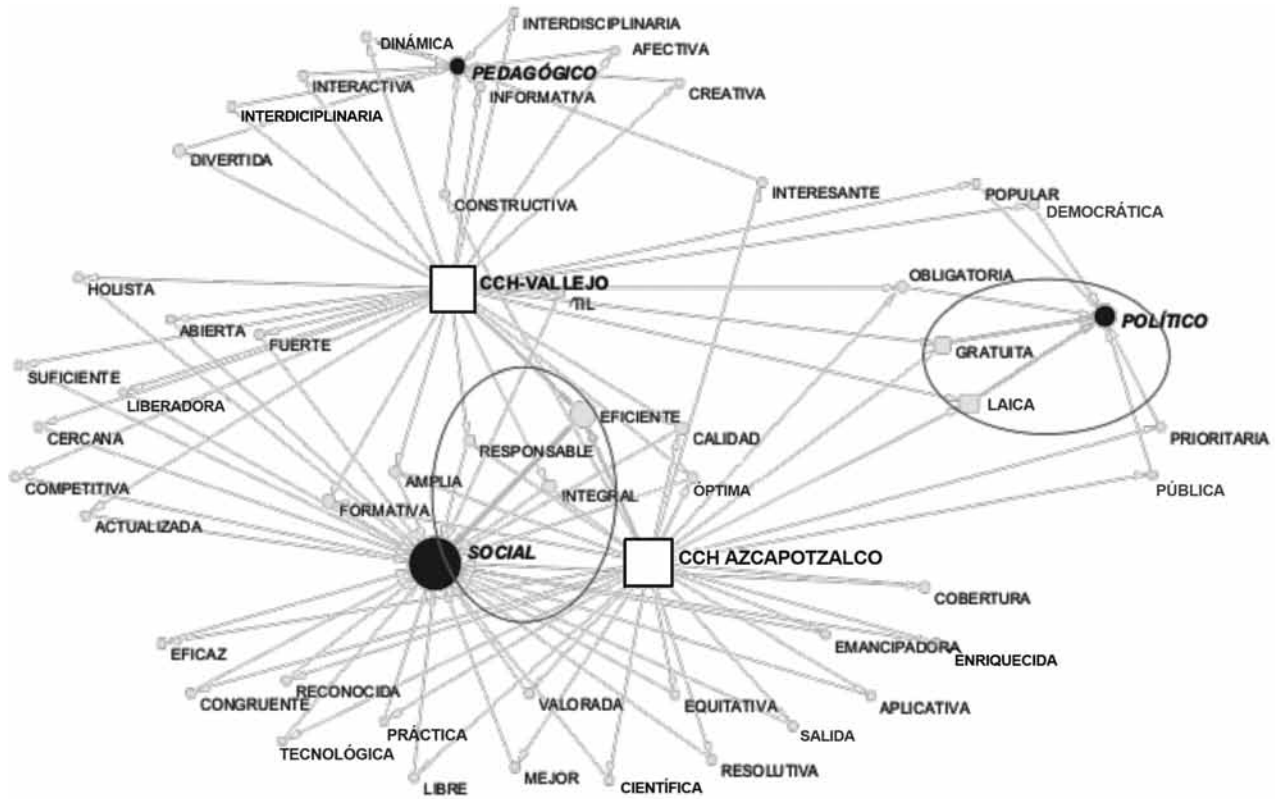 INTERDISCIPLINARIA
DINÁMICA
AFECTIVA
PEDAGÓGICO
INTERACTIVA
INFORMATIVA
CREATIVA
INTERDICIPLINARIA
DIVERTIDA
INTERESANTE
POPULAR
CONSTRUCTIVA
DEMOCRÁTICA
OBLIGATORIA
CCH-VALLEJO
HOLISTA
POLÍTICO
ABIERTA
FUERTE
GRATUITA
SUFICIENTE
LIBERADORA
LAICA
EFICIENTE
CERCANA
CALIDAD
PRIORITARIA
RESPONSABLE
AMPLIA
COMPETITIVA
INTEGRAL
ÓPTIMA
PÚBLICA
FORMATIVA
ACTUALIZADA
SOCIAL
CCH AZCAPOTZALCO
COBERTURA
EFICAZ
EMANCIPADORA
ENRIQUECIDA
RECONOCIDA
CONGRUENTE
VALORADA
EQUITATIVA
APLICATIVA
PRÁCTICA
SALIDA
TECNOLÓGICA
RESOLUTIVA
MEJOR
LIBRE
CIENTÍFICA